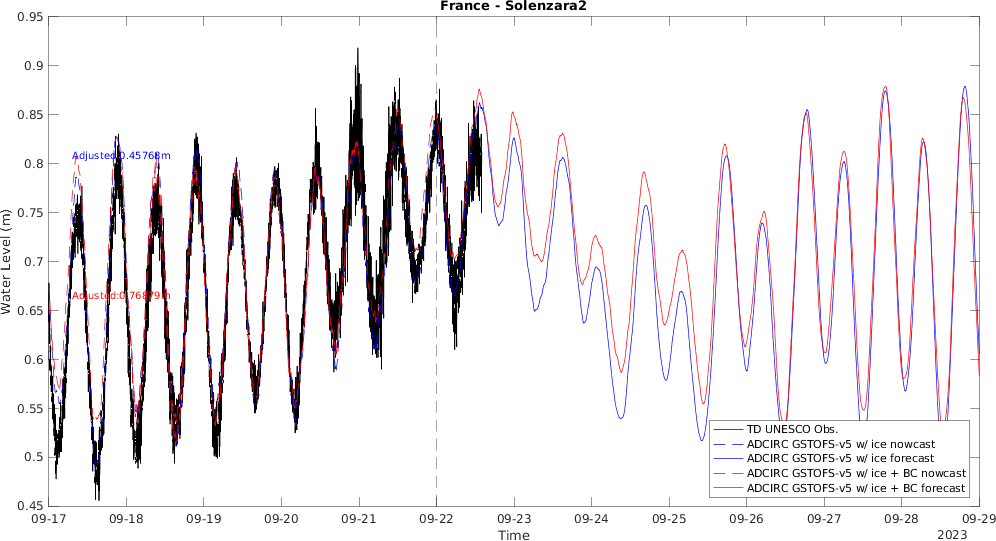 France - Solenzara2
0.95
0.9
0.85
0.8
0.75
0.7
0.65
0.6
0.55
0.5
0.45
Water Level (m)
Adjusted:0.45768m
Adjusted:0.76879m
TD UNESCO Obs.
ADCIRC GSTOFS-v5 w/ ice nowcast
ADCIRC GSTOFS-v5 w/ ice forecast
ADCIRC GSTOFS-v5 w/ ice + BC nowcast
ADCIRC GSTOFS-v5 w/ ice + BC forecast
09-17 09-18 09-19 09-20 09-21 09-22 09-23 09-24 09-25 09-26 09-27 09-28 09-29
Time
2023